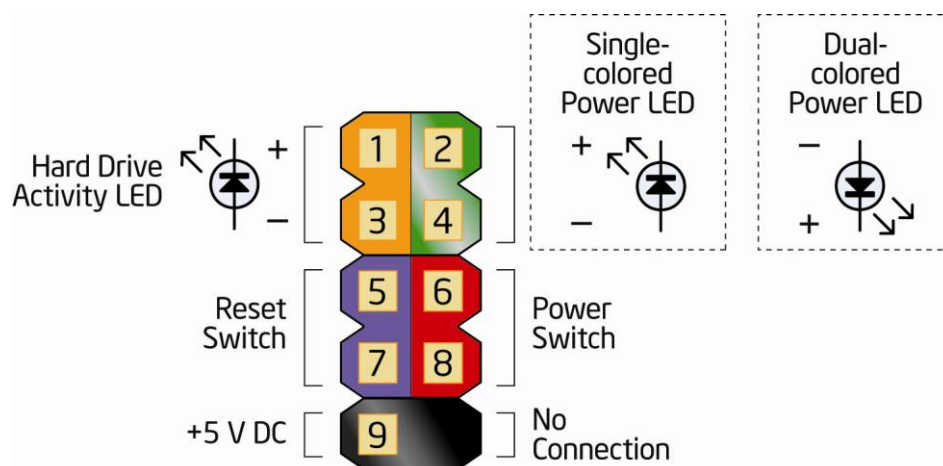 Single-
colored
Power LED
Dual-
colored
Power LED
Hard Drive
Activity LED
+
−
1
2
3
4
+
−
−
+
Reset
Switch
5
6
7
8
Power
Switch
+5 V DC
9
No
Connection